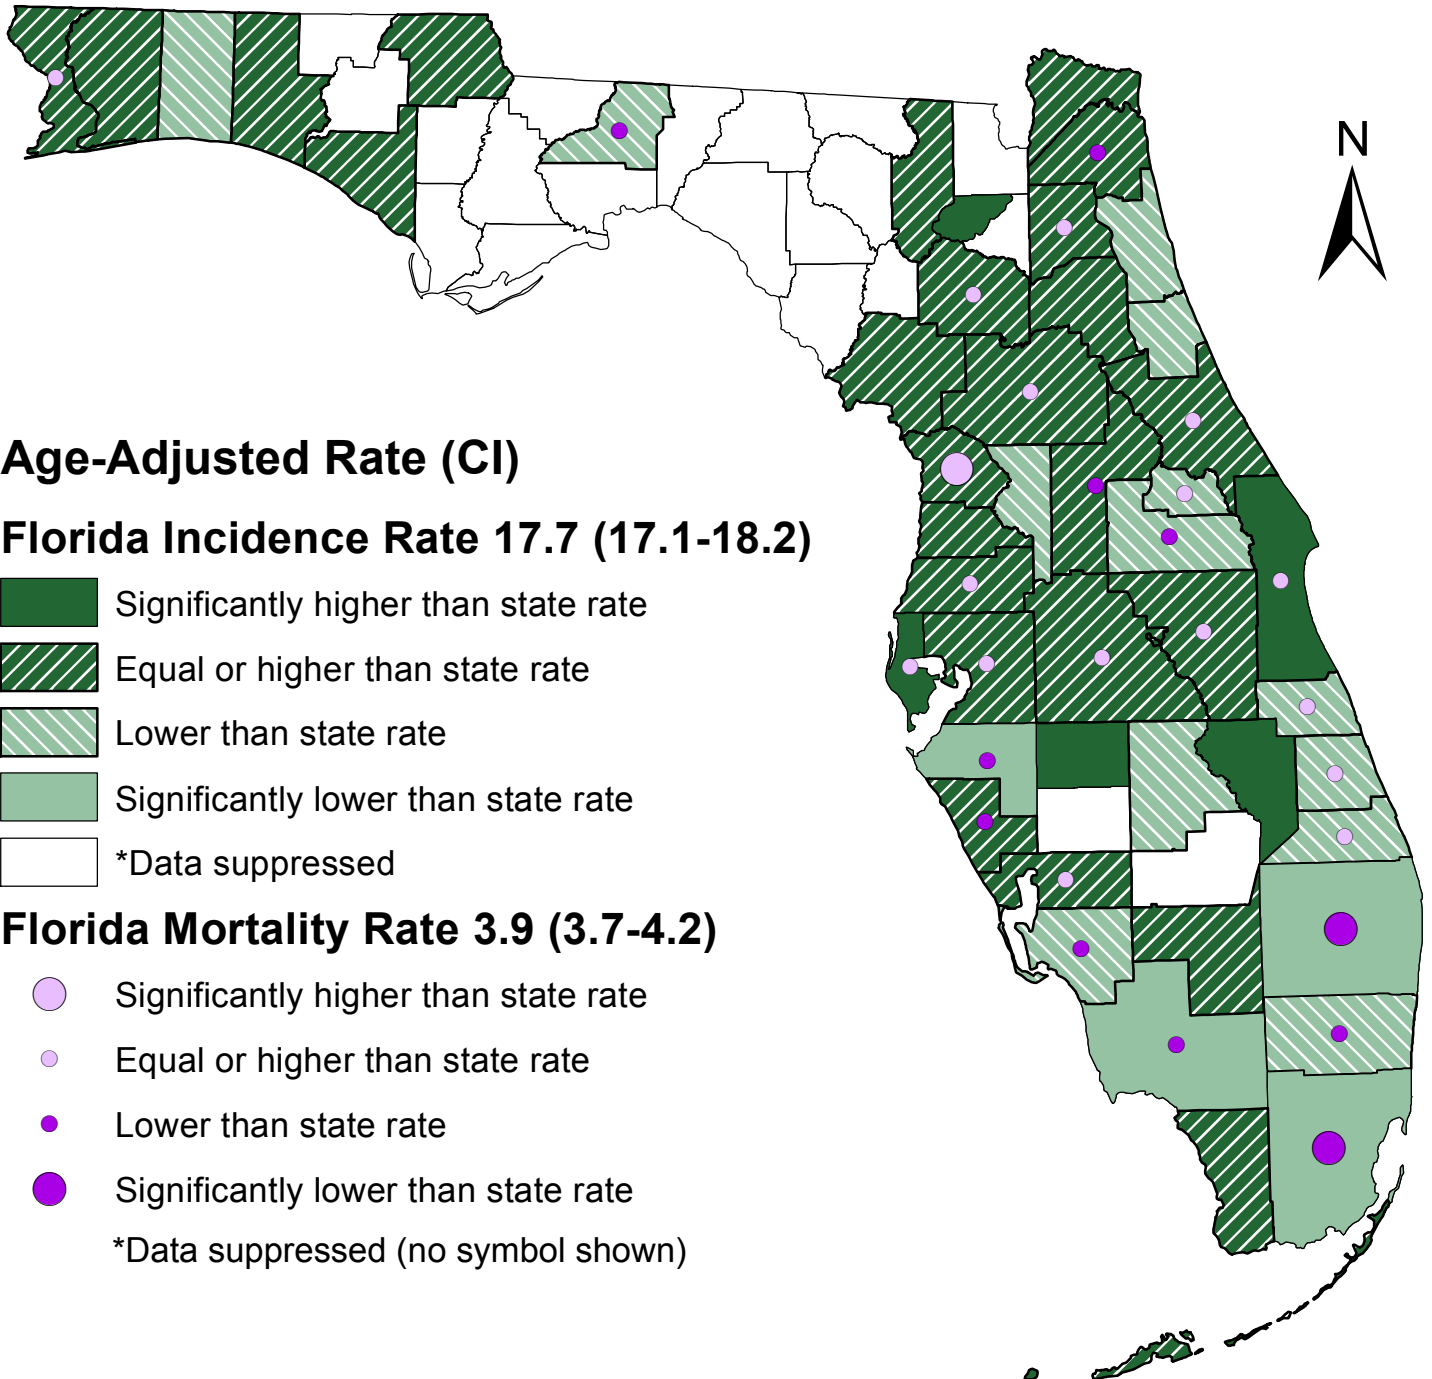 N
Age-Adjusted Rate (CI)
Florida Incidence Rate 17.7 (17.1-18.2)
Significantly higher than state rate
Equal or higher than state rate
Lower than state rate
Significantly lower than state rate
*Data suppressed
Florida Mortality Rate 3.9 (3.7-4.2)
Significantly higher than state rate
Equal or higher than state rate
Lower than state rate
Significantly lower than state rate
*Data suppressed (no symbol shown)